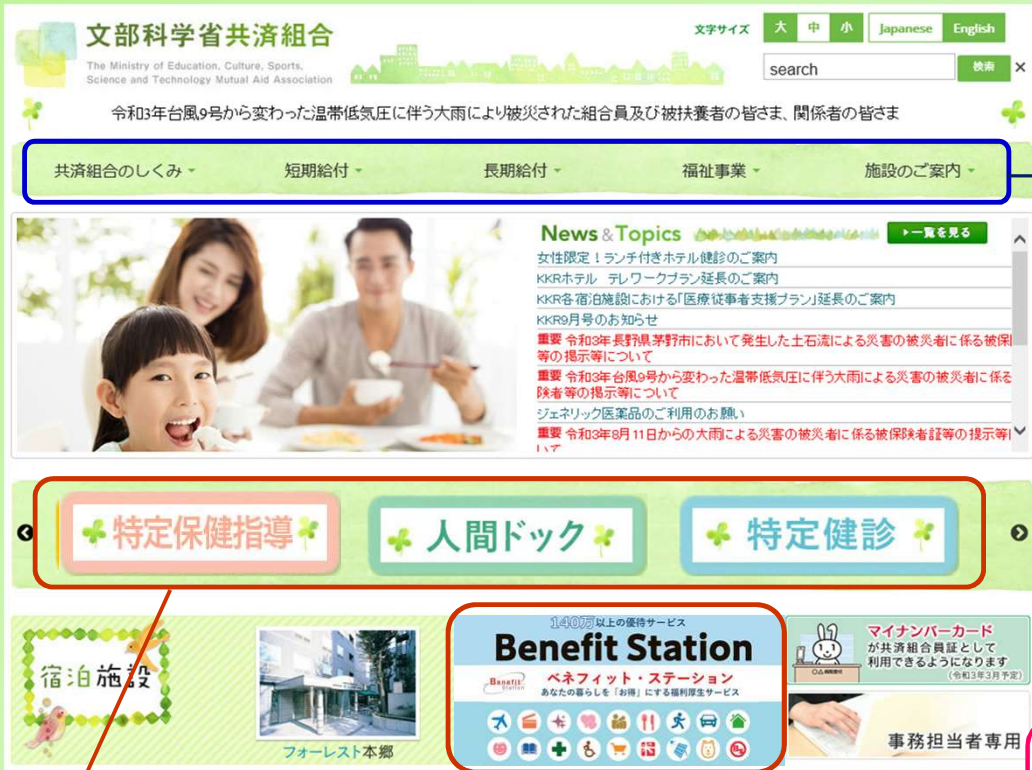 文部科学省共済組合
The Ministry of Education, Culture, Sports,
Science and Technology Mutual Aid Association
文字サイズ 大 中 小 Japanese English
search 検索 ×
令和3年台風9号から変わった温帯低気圧に伴う大雨により被災された組合員及び被扶養者の皆さま、関係者の皆さま
共済組合のしくみ 短期給付 長期給付 福祉事業 施設のご案内
News & Topics 一覧を見る
女性限定！ランチ付きホテル健診のご案内
KKRホテル テレワークプラン延長のご案内
KKR各宿泊施設における「医療従事者支援プラン」延長のご案内
KKR9月号のお知らせ
重要 令和3年長野県茅野市において発生した土石流による災害の被災者に係る被保
等の掲示等について
重要 令和3年台風9号から変わった温帯低気圧に伴う大雨による災害の被災者に係る
険者等の掲示等について
ジェネリック医薬品のご利用のお願い
重要 令和3年8月11日からの大雨による災害の被災者に係る被保険者証等の提示等
特定保健指導 人間ドック 特定健診
宿泊施設
フォーレスト本郷
140万以上の優待サービス
Benefit Station
Benefit Station ベネフィット・ステーション
あなたの暮らしを「お得」にする福利厚生サービス
マイナンバーカード
が共済組合員証として
利用できるようになります
(令和3年3月予定)
事務担当者専用